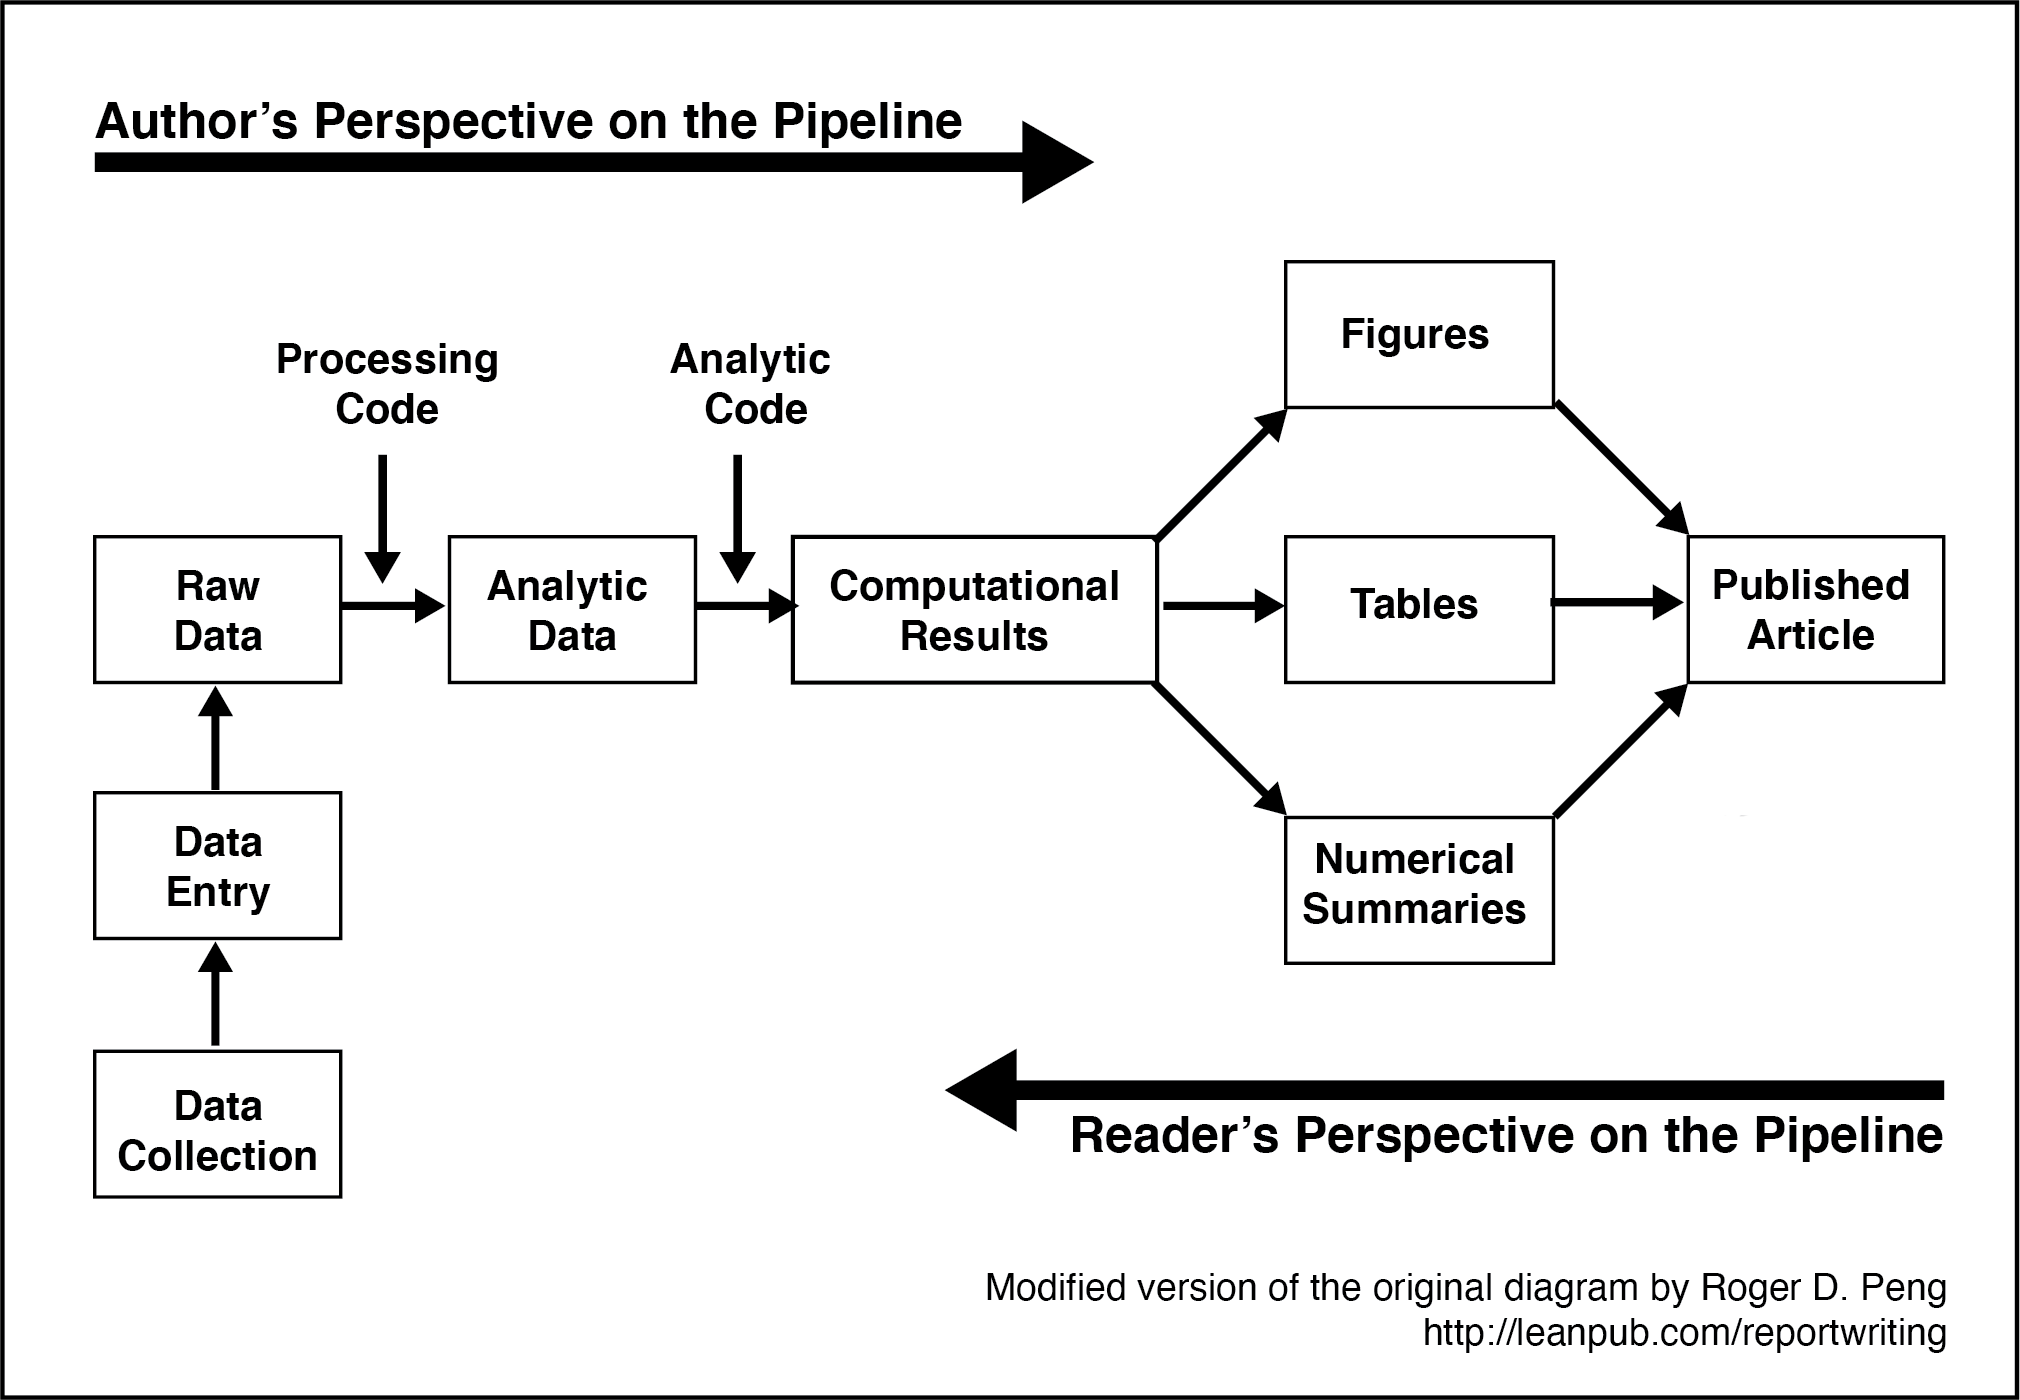 Author's Perspective on the Pipeline
Processing
Code
Analytic
Code
Figures
Raw
Data
Analytic
Data
Computational
Results
Tables
Published
Article
Data
Entry
Numerical
Summaries
Data
Collection
Reader's Perspective on the Pipeline
Modified version of the original diagram by Roger D. Peng
http://leanpub.com/reportwriting